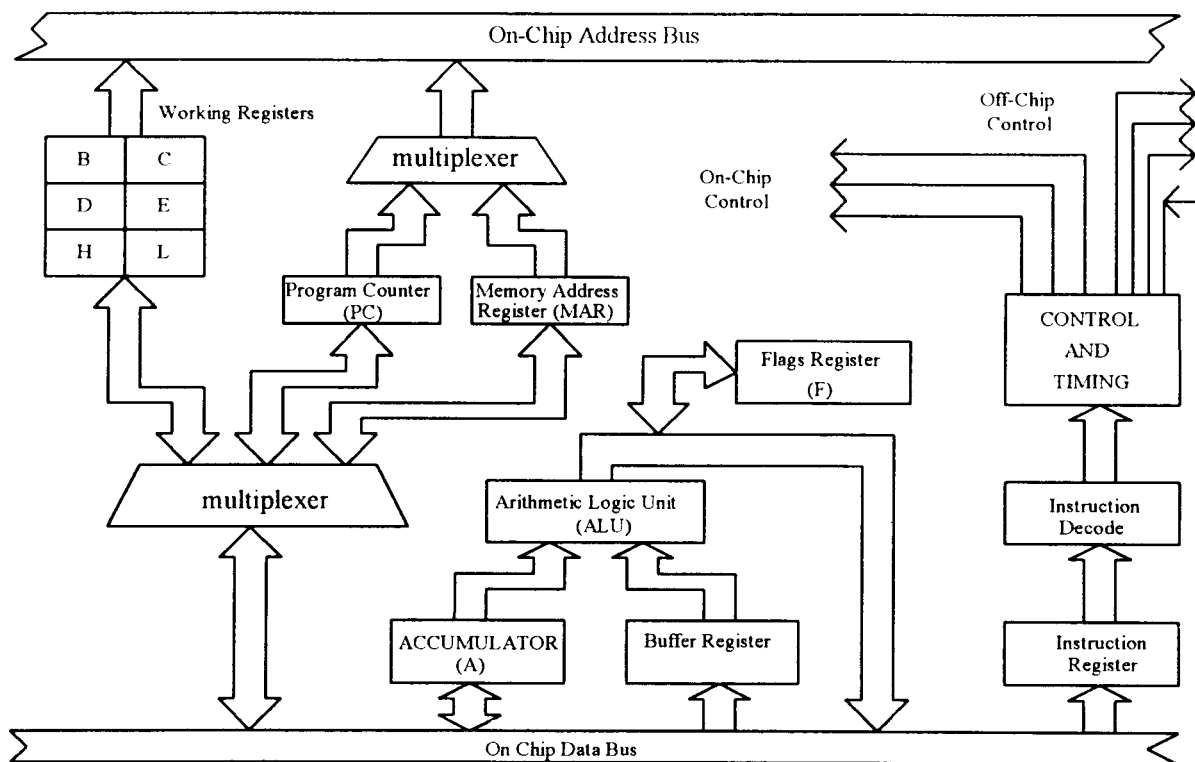 On-Chip Address Bus
Working Registers
B C
D E
H L
multiplexer
Off-Chip
Control
On-Chip
Control
Program Counter
(PC)
Memory Address
Register (MAR)
CONTROL
AND
TIMING
Flags Register
(F)
multiplexer
Arithmetic Logic Unit
(ALU)
Instruction
Decode
ACCUMULATOR
(A)
Buffer Register
Instruction
Register
On Chip Data Bus